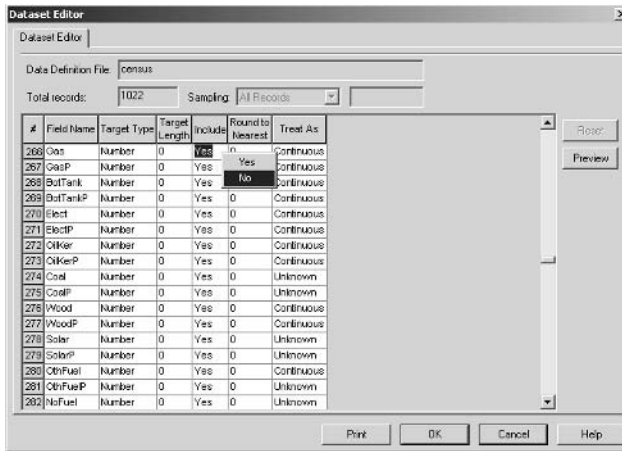 Dataset Editor
Dataset Editor
Data Definition File: census
Total records: 1022 Sampling: All Records
# Field Name Target Type Target Length Include Round to Nearest Treat As
266 Gas Number 0 Yes 0 Continuous
267 GasP Number 0 Yes Continuous
268 BotTank Number 0 Yes Continuous
269 BotTankP Number 0 Yes 0 Continuous
270 Elect Number 0 Yes 0 Continuous
271 ElectP Number 0 Yes 0 Continuous
272 OilKer Number 0 Yes 0 Continuous
273 OilKerP Number 0 Yes 0 Continuous
274 Coal Number 0 Yes 0 Unknown
275 CoalP Number 0 Yes 0 Unknown
276 Wood Number 0 Yes 0 Continuous
277 WoodP Number 0 Yes 0 Continuous
278 Solar Number 0 Yes 0 Unknown
279 SolarP Number 0 Yes 0 Unknown
280 OthFuel Number 0 Yes 0 Continuous
281 OthFuelP Number 0 Yes 0 Unknown
282 NoFuel Number 0 Yes 0 Unknown
Yes
No
Reset
Preview
Print OK Cancel Help